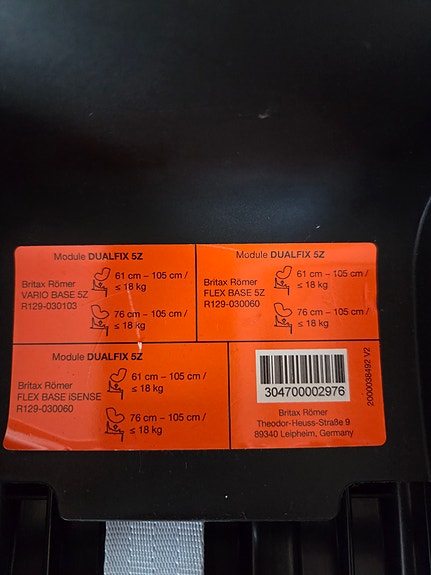 Module DUALFIX 5Z
Britax Römer
VARIO BASE 5Z
R129-030103
61 cm – 105 cm /
≤ 18 kg
76 cm – 105 cm /
≤ 18 kg
Module DUALFIX 5Z
Britax Römer
FLEX BASE 5Z
R129-030060
61 cm – 105 cm /
≤ 18 kg
76 cm – 105 cm /
≤ 18 kg
Module DUALFIX 5Z
Britax Römer
FLEX BASE iSENSE
R129-030060
61 cm – 105 cm /
≤ 18 kg
76 cm – 105 cm /
≤ 18 kg
304700002976
Britax Römer
Theodor-Heuss-Straße 9
89340 Leipheim, Germany
2000038492 V2